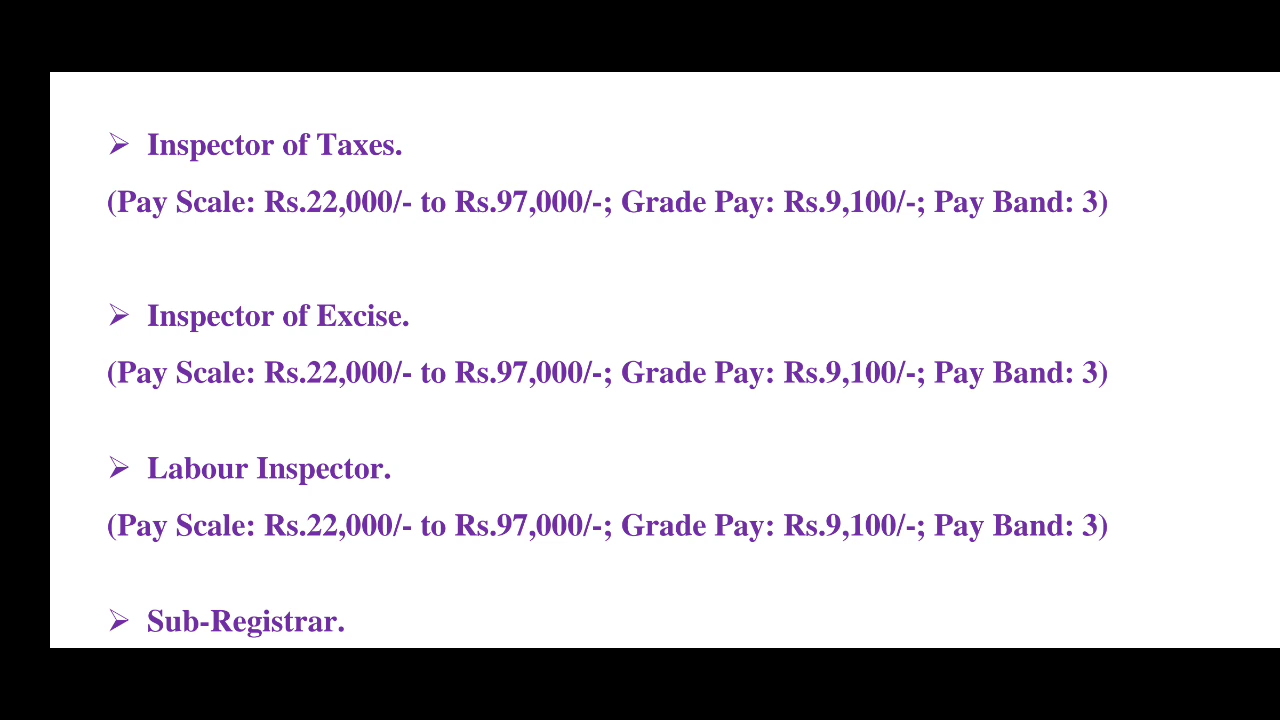 ➢ Inspector of Taxes.
(Pay Scale: Rs.22,000/- to Rs.97,000/-; Grade Pay: Rs.9,100/-; Pay Band: 3)
➢ Inspector of Excise.
(Pay Scale: Rs.22,000/- to Rs.97,000/-; Grade Pay: Rs.9,100/-; Pay Band: 3)
➢ Labour Inspector.
(Pay Scale: Rs.22,000/- to Rs.97,000/-; Grade Pay: Rs.9,100/-; Pay Band: 3)
➢ Sub-Registrar.